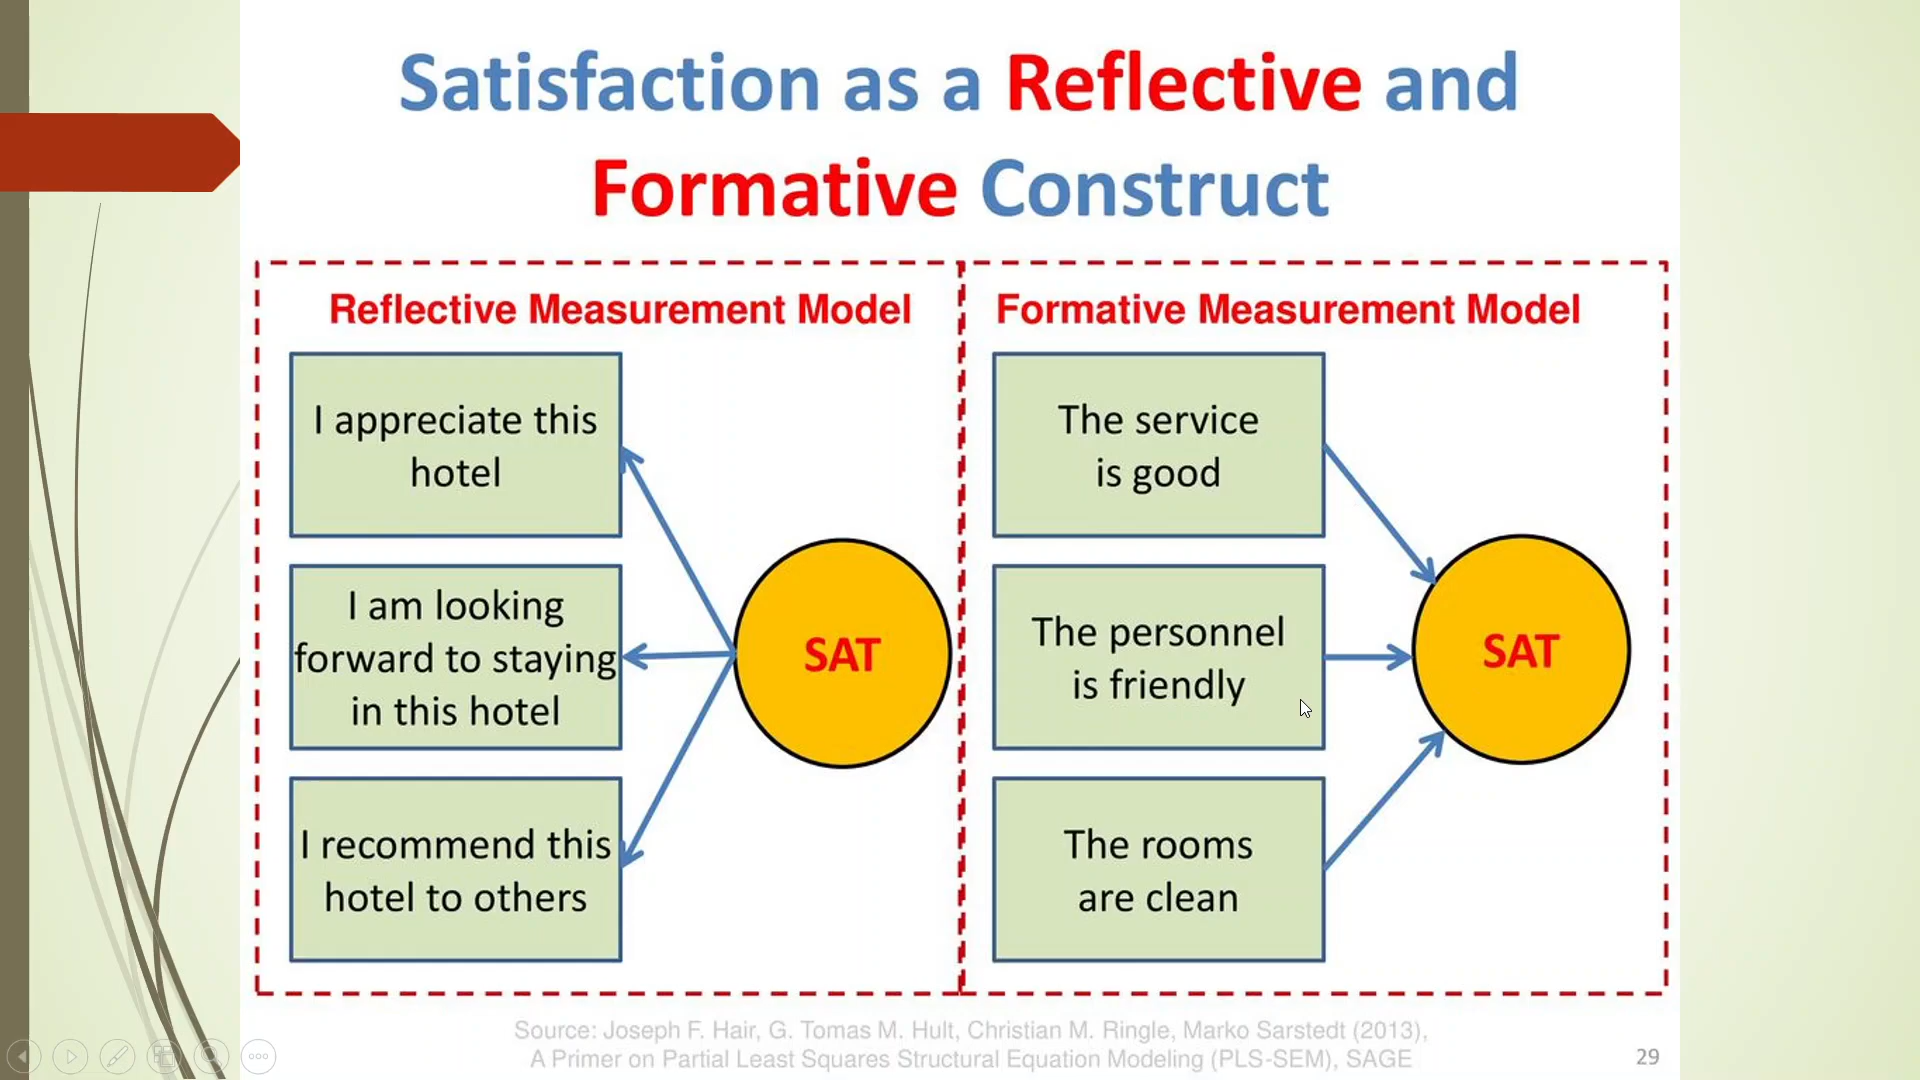 Satisfaction as a Reflective and
Formative Construct
Reflective Measurement Model
I appreciate this
hotel
I am looking
forward to staying
in this hotel
I recommend this
hotel to others
SAT
Formative Measurement Model
The service
is good
The personnel
is friendly
The rooms
are clean
SAT
Source: Joseph F. Hair, G. Tomas M. Hult, Christian M. Ringle, Marko Sarstedt (2013),
A Primer on Partial Least Squares Structural Equation Modeling (PLS-SEM), SAGE
29